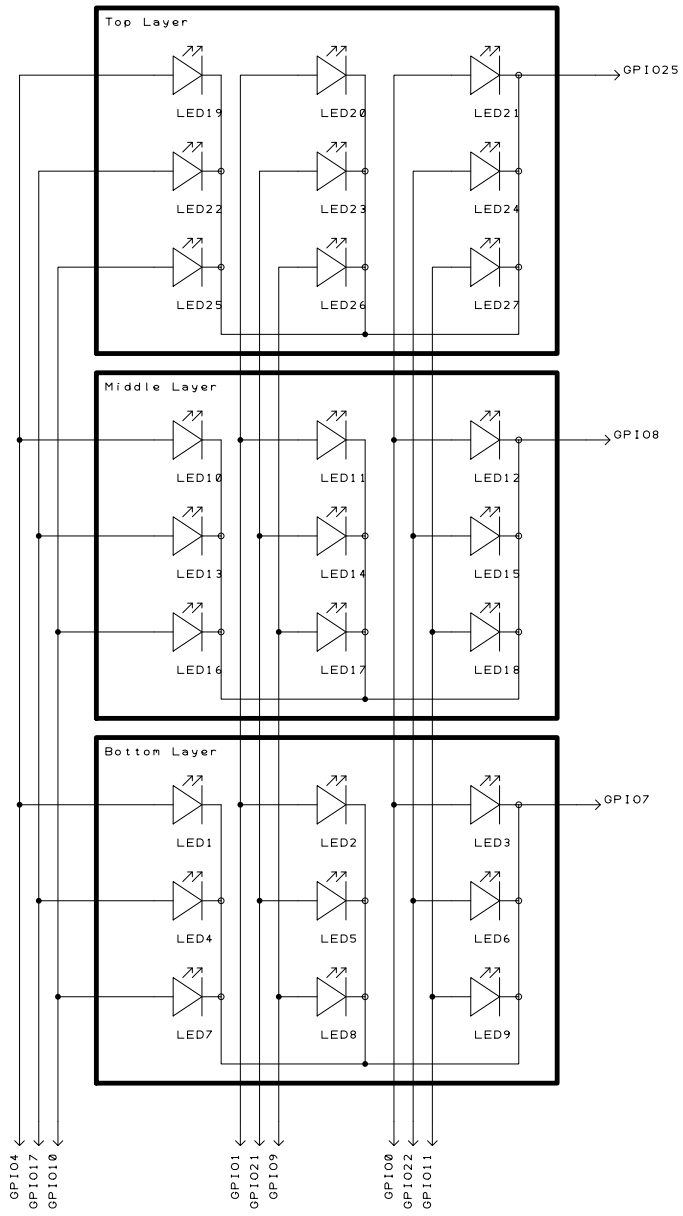 Top Layer
GPIO25
LED19 LED20 LED21
LED22 LED23 LED24
LED25 LED26 LED27
Middle Layer
GPIO8
LED10 LED11 LED12
LED13 LED14 LED15
LED16 LED17 LED18
Bottom Layer
GPIO7
LED1 LED2 LED3
LED4 LED5 LED6
LED7 LED8 LED9
GPIO4
GPIO17
GPIO10
GPIO1
GPIO21
GPIO9
GPIO0
GPIO22
GPIO11